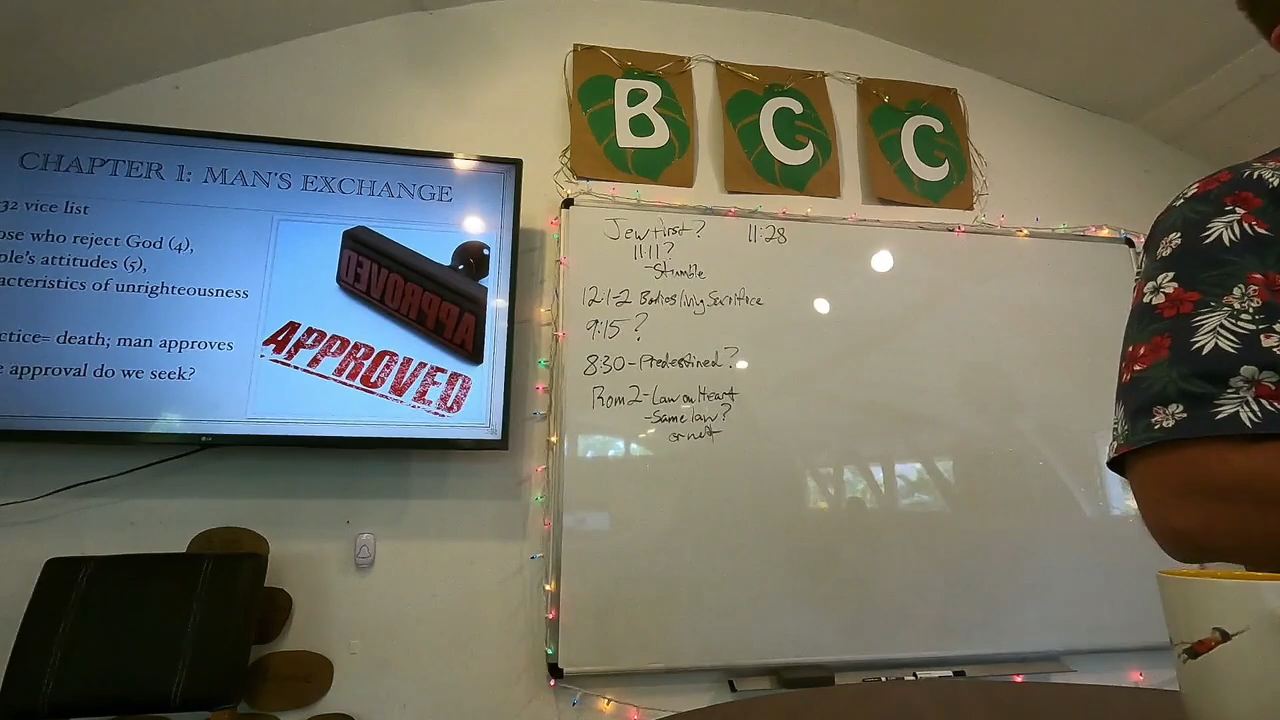 B C C
CHAPTER 1: MAN'S EXCHANGE
32 vice list
ose who reject God (4),
ple's attitudes (5),
acteristics of unrighteousness
ctice= death; man approves
e approval do we seek?
APPROVED
APPROVED
LG
Jew first? 11:28
11:11?
-Stumble
12:1-2 Bodies living Sacrifice
9:15?
8:30-Predestined?
Rom 2-Law on Heart
-Same law?
or not